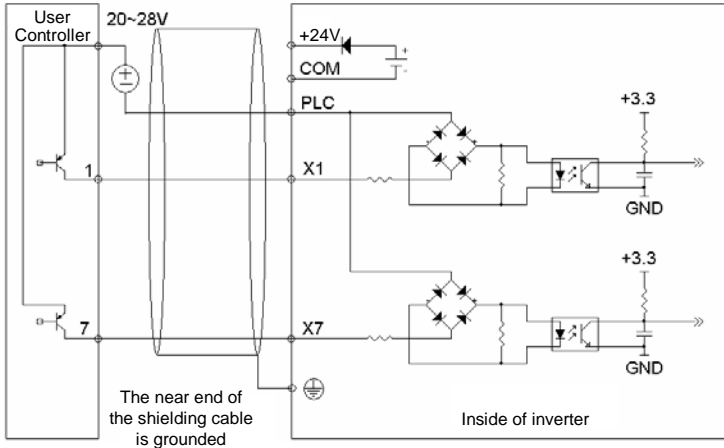 User
Controller
20~28V
+24V
COM
PLC
+3.3
1
X1
GND
+3.3
7
X7
GND
The near end of
the shielding cable
is grounded
Inside of inverter